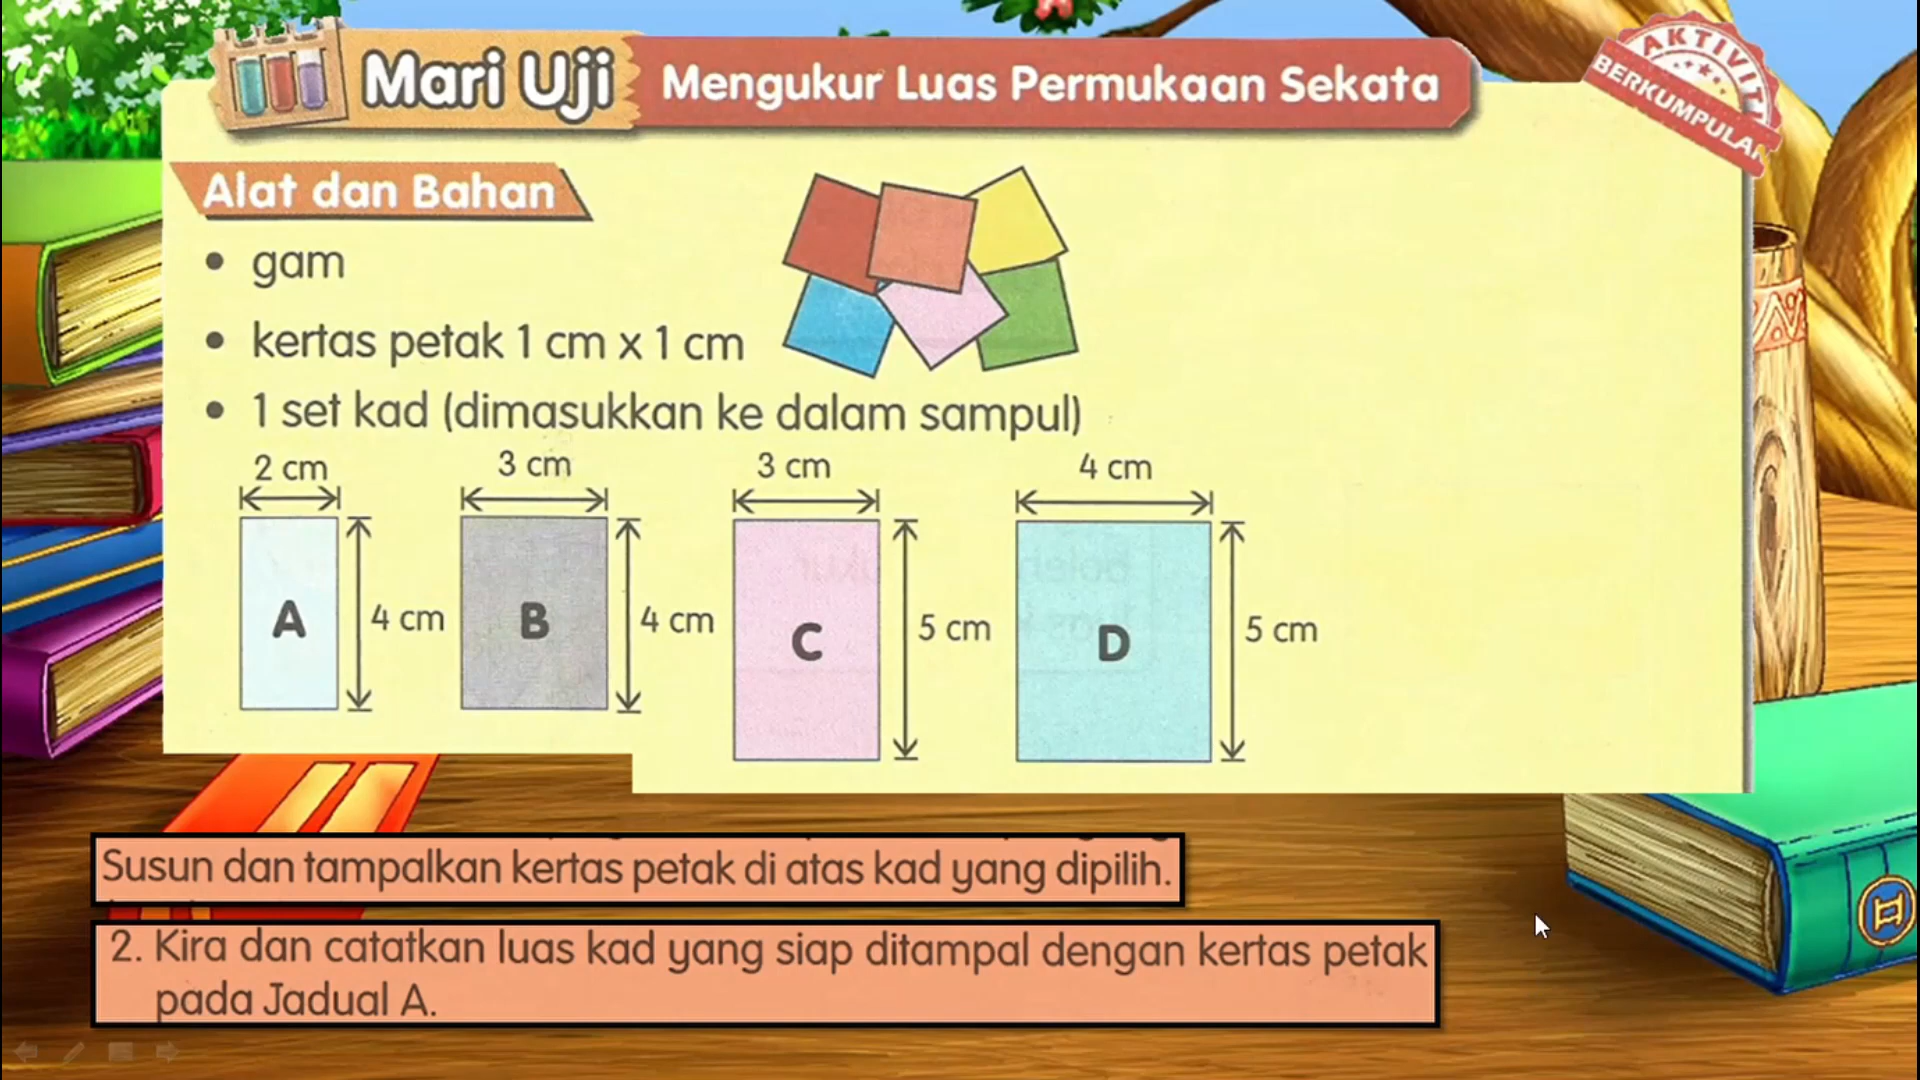 Mari Uji
Mengukur Luas Permukaan Sekata
AKTIVITI
BERKUMPULAN
Alat dan Bahan
• gam
• kertas petak 1 cm x 1 cm
• 1 set kad (dimasukkan ke dalam sampul)
2 cm
3 cm
3 cm
4 cm
A
4 cm
B
4 cm
C
5 cm
D
5 cm
Susun dan tampalkan kertas petak di atas kad yang dipilih.
2. Kira dan catatkan luas kad yang siap ditampal dengan kertas petak
pada Jadual A.